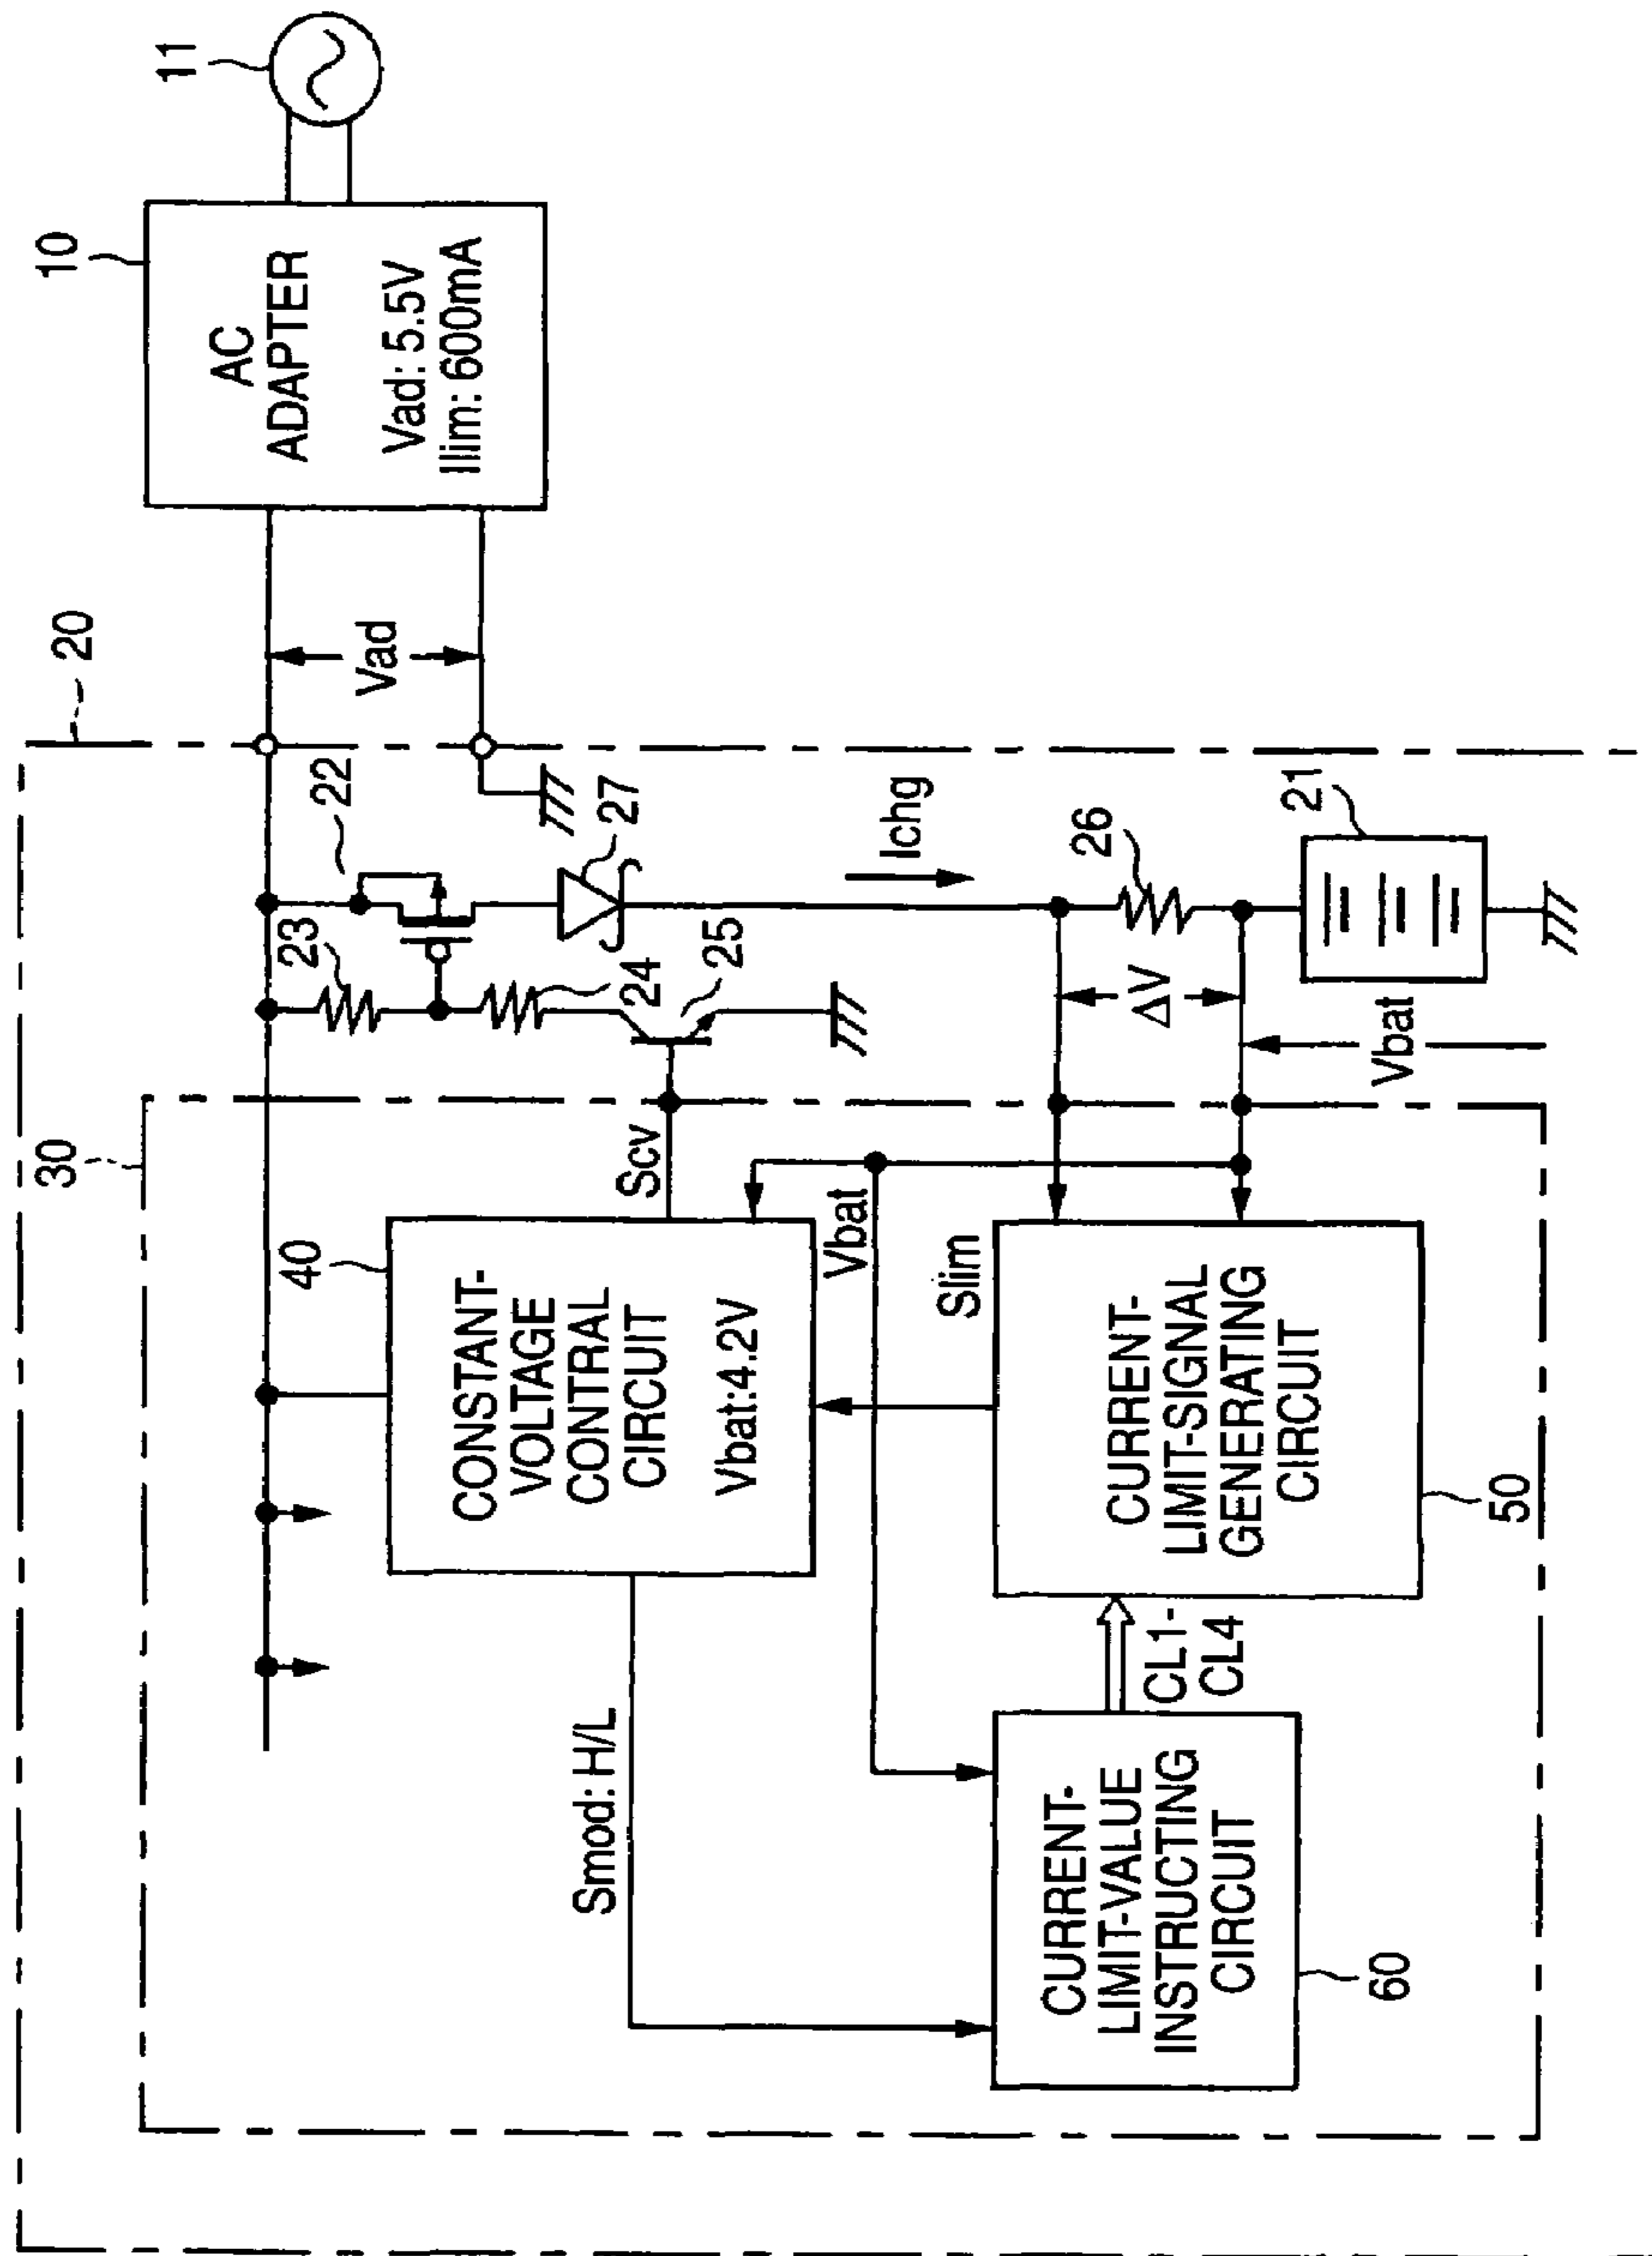 11
10
AC
ADAPTER
Vad: 5.5V
Ilim: 600mA
20
Vad
22
27
23
24
25
Ichg
26
21
ΔV
Vbat
30
Scv
40
CONSTANT-
VOLTAGE
CONTRAL
CIRCUIT
Vbat:4.2V
Vbat
Slim
CURRENT-
LIMIT-SIGNAL
GENERATING
CIRCUIT
50
Smod: H/L
CL1-
CL4
CURRENT-
LIMIT-VALUE
INSTRUCTING
CIRCUIT
60